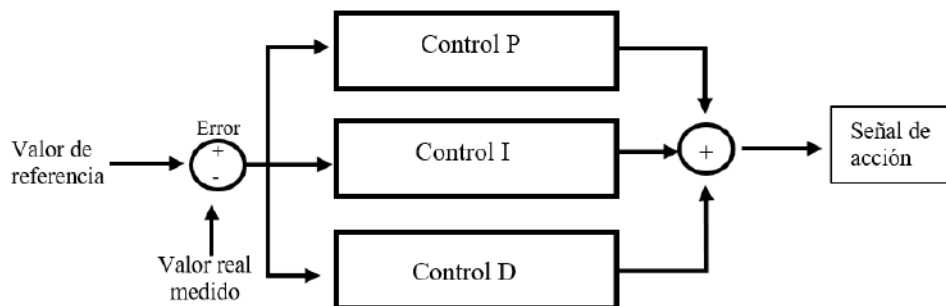 Control P
Error
+
-
Valor de
referencia
Control I
+
Señal de
acción
Valor real
medido
Control D